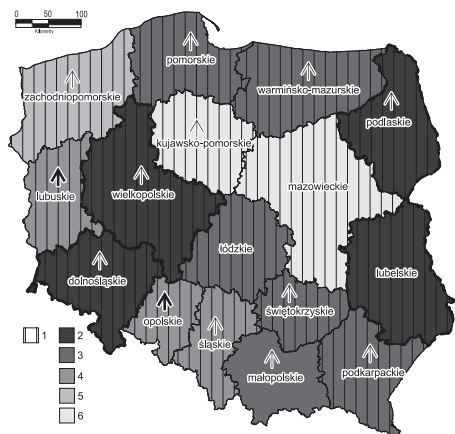 0 50 100
Kilometry
pomorskie
zachodniopomorskie
warmińsko-mazurskie
podlaskie
kujawsko-pomorskie
mazowieckie
lubuskie
wielkopolskie
łódzkie
dolnośląskie
lubelskie
opolskie
świętokrzyskie
śląskie
podkarpackie
małopolskie
1
2
3
4
5
6